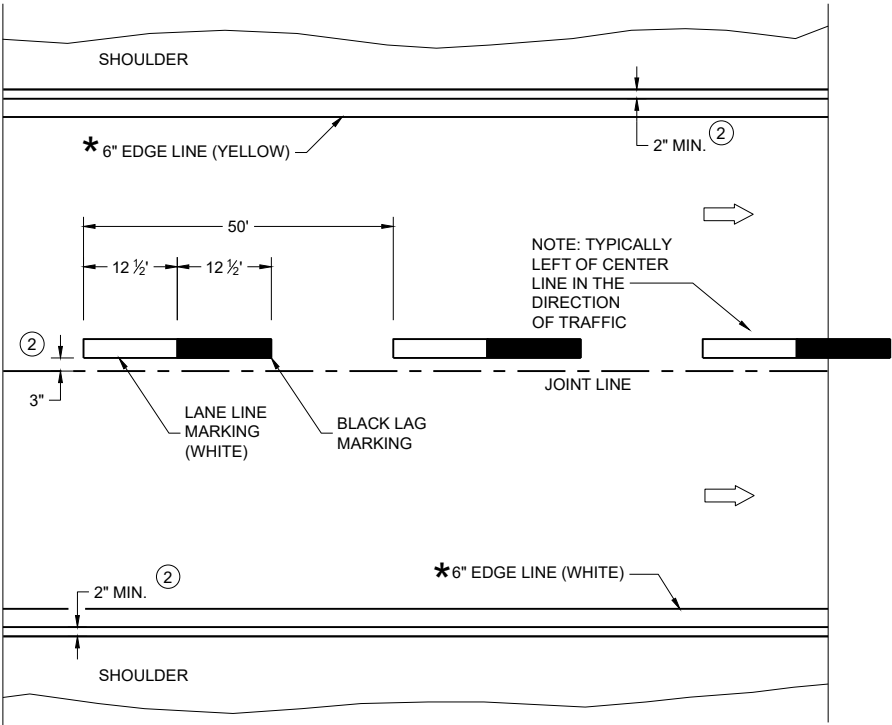 SHOULDER
* 6" EDGE LINE (YELLOW)
2" MIN. 2
50'
12 ½'
12 ½'
NOTE: TYPICALLY
LEFT OF CENTER
LINE IN THE
DIRECTION
OF TRAFFIC
2
3"
JOINT LINE
LANE LINE
MARKING
(WHITE)
BLACK LAG
MARKING
* 6" EDGE LINE (WHITE)
2" MIN. 2
SHOULDER